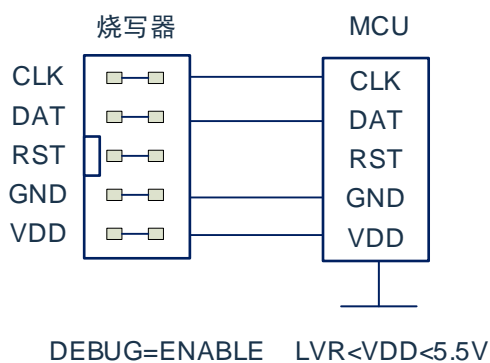 烧写器 MCU
CLK CLK
DAT DAT
RST RST
GND GND
VDD VDD
DEBUG=ENABLE LVR<VDD<5.5V